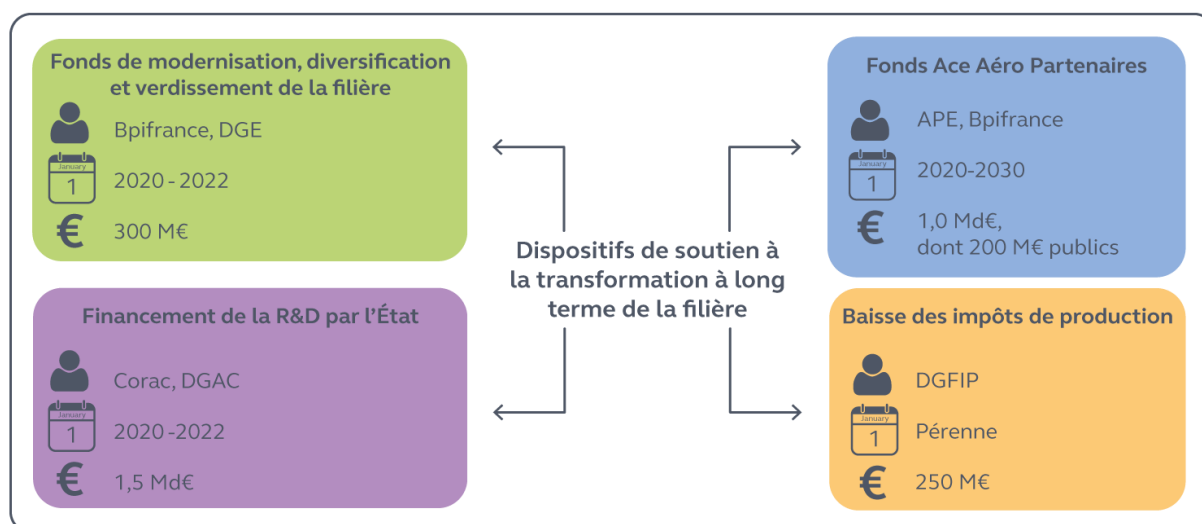 Fonds de modernisation, diversification
et verdissement de la filière
Bpifrance, DGE
January
1
2020-2022
€
300 M€
Fonds Ace Aéro Partenaires
APE, Bpifrance
January
1
2020-2030
€
1,0 Md€,
dont 200 M€ publics
Dispositifs de soutien à
la transformation à long
terme de la filière
Financement de la R&D par l’État
Corac, DGAC
January
1
2020-2022
€
1,5 Md€
Baisse des impôts de production
DGFIP
January
1
Pérenne
€
250 M€